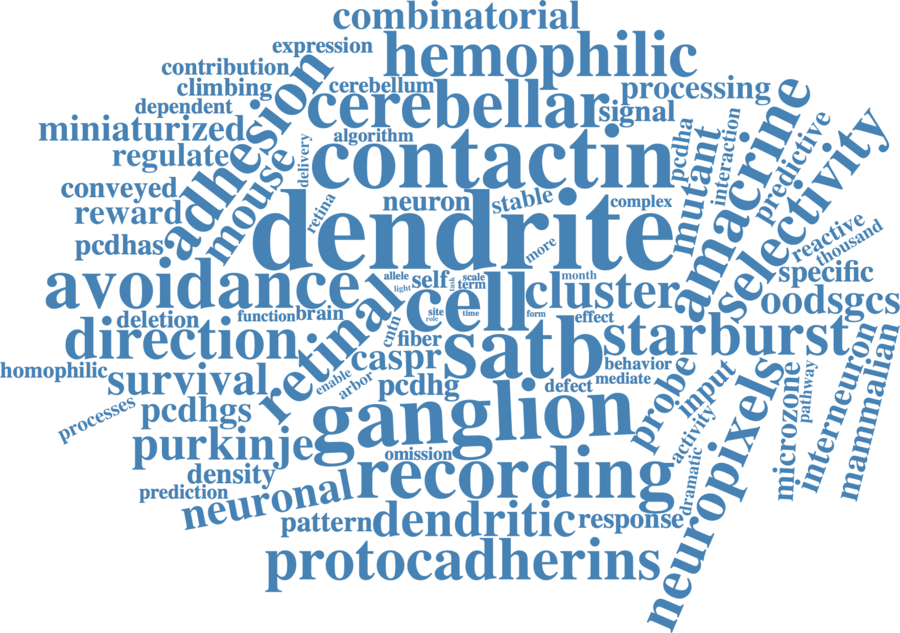 combinatorial
expression
hemophilic
contribution
climbing
cerebellum
processing
dependent
adhesion
cerebellar
signal
miniaturized
algorithm
interaction
amacrine
regulated
delivery
contactin
pcdha
mutant
predictive
selectivity
conveyed
mouse
neuron
stable
complex
reward
retina
dendrite
pcdhas
more
reactive
thousand
avoidance
allele
light
self
task
scale
term
month
cell
cluster
specific
oodsgcs
deletion
function
brain
retinal
site
role
time
form
effect
direction
cntn
fiber
satb
starburst
homophilic
survival
caspr
behavior
enable
arbor
pcdhg
defect
mediate
probe
input
pathway
interneuron
mammalian
processes
pcdhgs
ganglion
activity
microzone
purkinje
omission
density
recording
dramatic
neuropixels
prediction
neuronal
pattern
dendritic
response
protocadherins